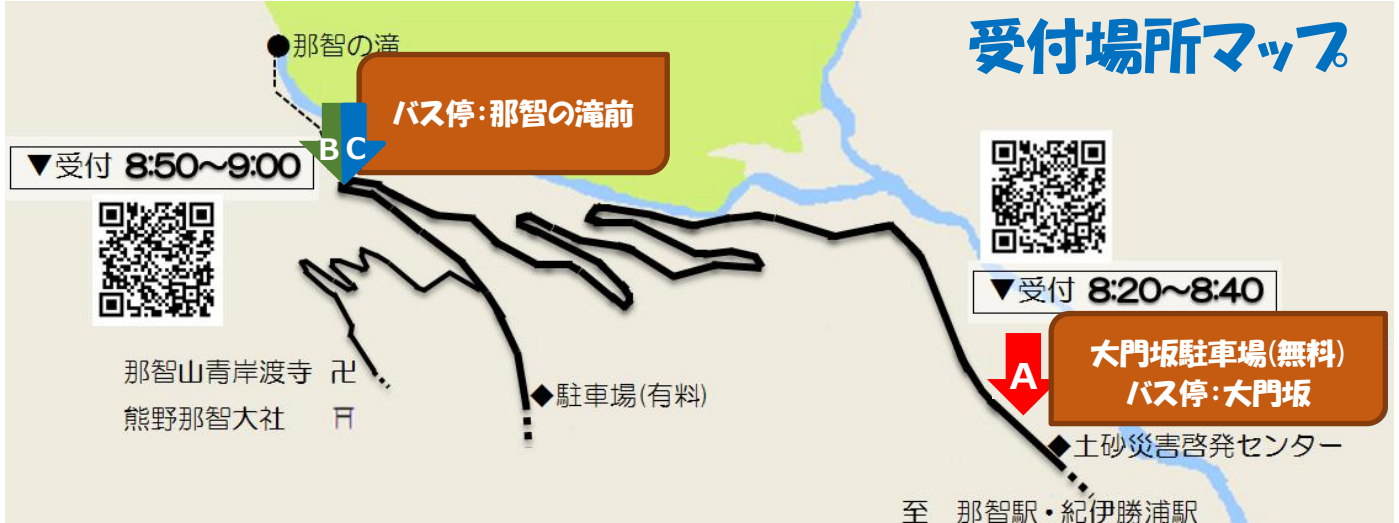 受付場所マップ
●那智の滝
バス停：那智の滝前
B C
▼受付 8:50～9:00
▼受付 8:20～8:40
A
大門坂駐車場(無料)
バス停：大門坂
那智山青岸渡寺 卍
熊野那智大社 ⛩
◆駐車場(有料)
◆土砂災害啓発センター
至 那智駅・紀伊勝浦駅